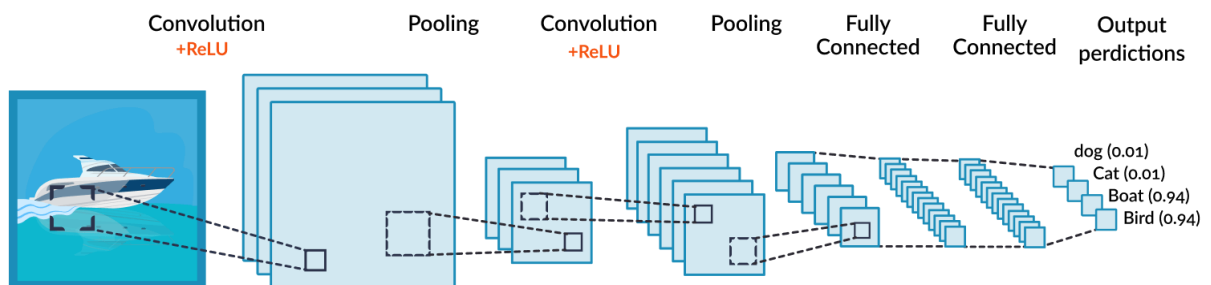 Convolution
+ReLU
Pooling
Convolution
+ReLU
Pooling
Fully
Connected
Fully
Connected
Output
perdictions
dog (0.01)
Cat (0.01)
Boat (0.94)
Bird (0.94)